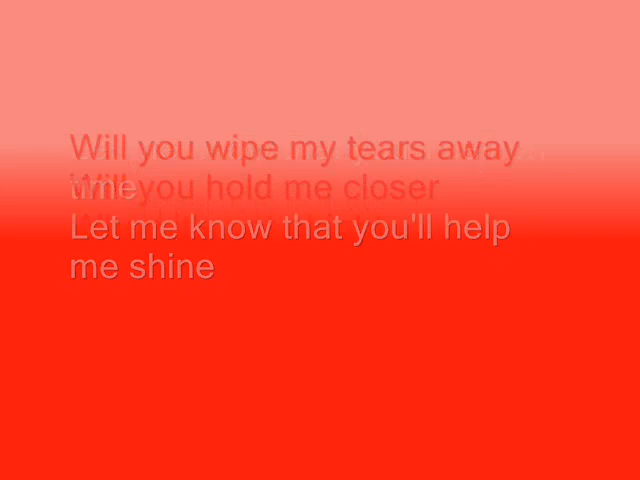 Will you wipe my tears away
Will you hold me closer
time
Let me know that you'll help
me shine